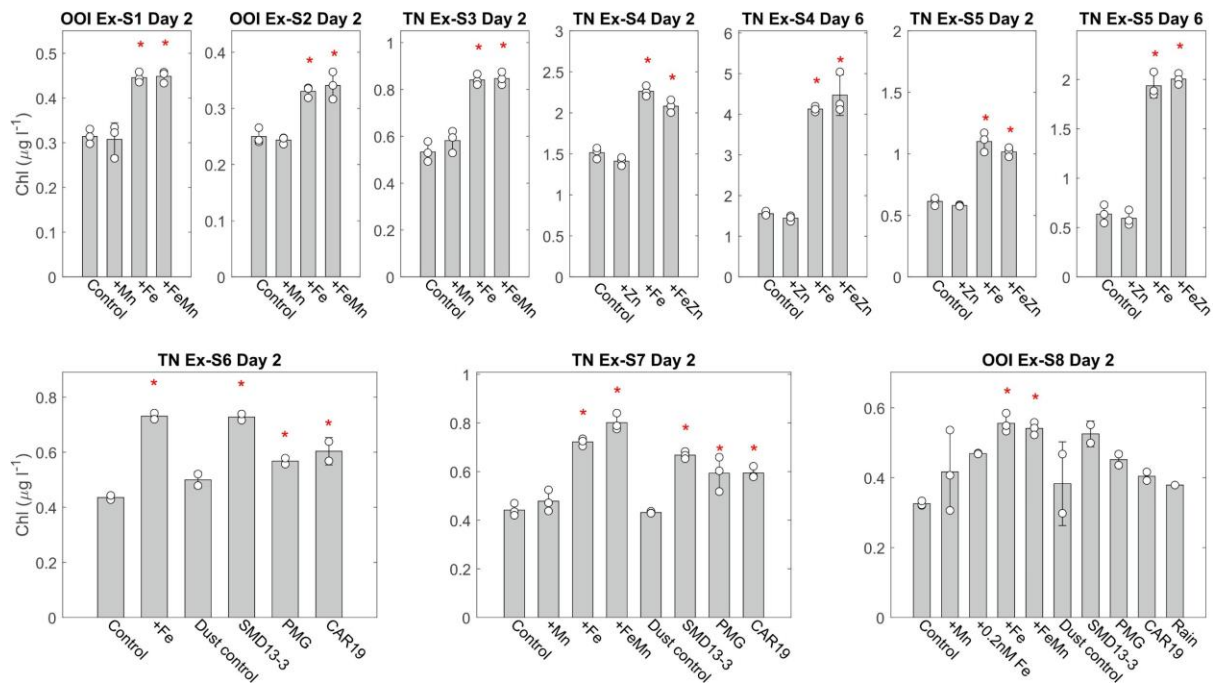 OOI Ex-S1 Day 2
OOI Ex-S2 Day 2
TN Ex-S3 Day 2
TN Ex-S4 Day 2
TN Ex-S4 Day 6
TN Ex-S5 Day 2
TN Ex-S5 Day 6
Chl (µg l⁻¹)
0.5
0.4
0.3
0.2
0.1
0
Control
+Mn
+Fe
+FeMn
* *
0.4
0.3
0.2
0.1
0
Control
+Mn
+Fe
+FeMn
* *
1
0.8
0.6
0.4
0.2
0
Control
+Mn
+Fe
+FeMn
* *
3
2.5
2
1.5
1
0.5
0
Control
+Zn
+Fe
+FeZn
* *
6
5
4
3
2
1
0
Control
+Zn
+Fe
+FeZn
* *
2
1.5
1
0.5
0
Control
+Zn
+Fe
+FeZn
* *
2
1.5
1
0.5
0
Control
+Zn
+Fe
+FeZn
* *
TN Ex-S6 Day 2
Chl (µg l⁻¹)
0.8
0.6
0.4
0.2
0
Control
+Fe
Dust control
SMD13-3
PMG
CAR19
* * * *
TN Ex-S7 Day 2
1
0.8
0.6
0.4
0.2
0
Control
+Mn
+Fe
+FeMn
Dust control
SMD13-3
PMG
CAR19
* * * * *
OOI Ex-S8 Day 2
0.6
0.4
0.2
0
Control
+Mn
+0.2nM Fe
+Fe
+FeMn
Dust control
SMD13-3
PMG
CAR19
Rain
* *